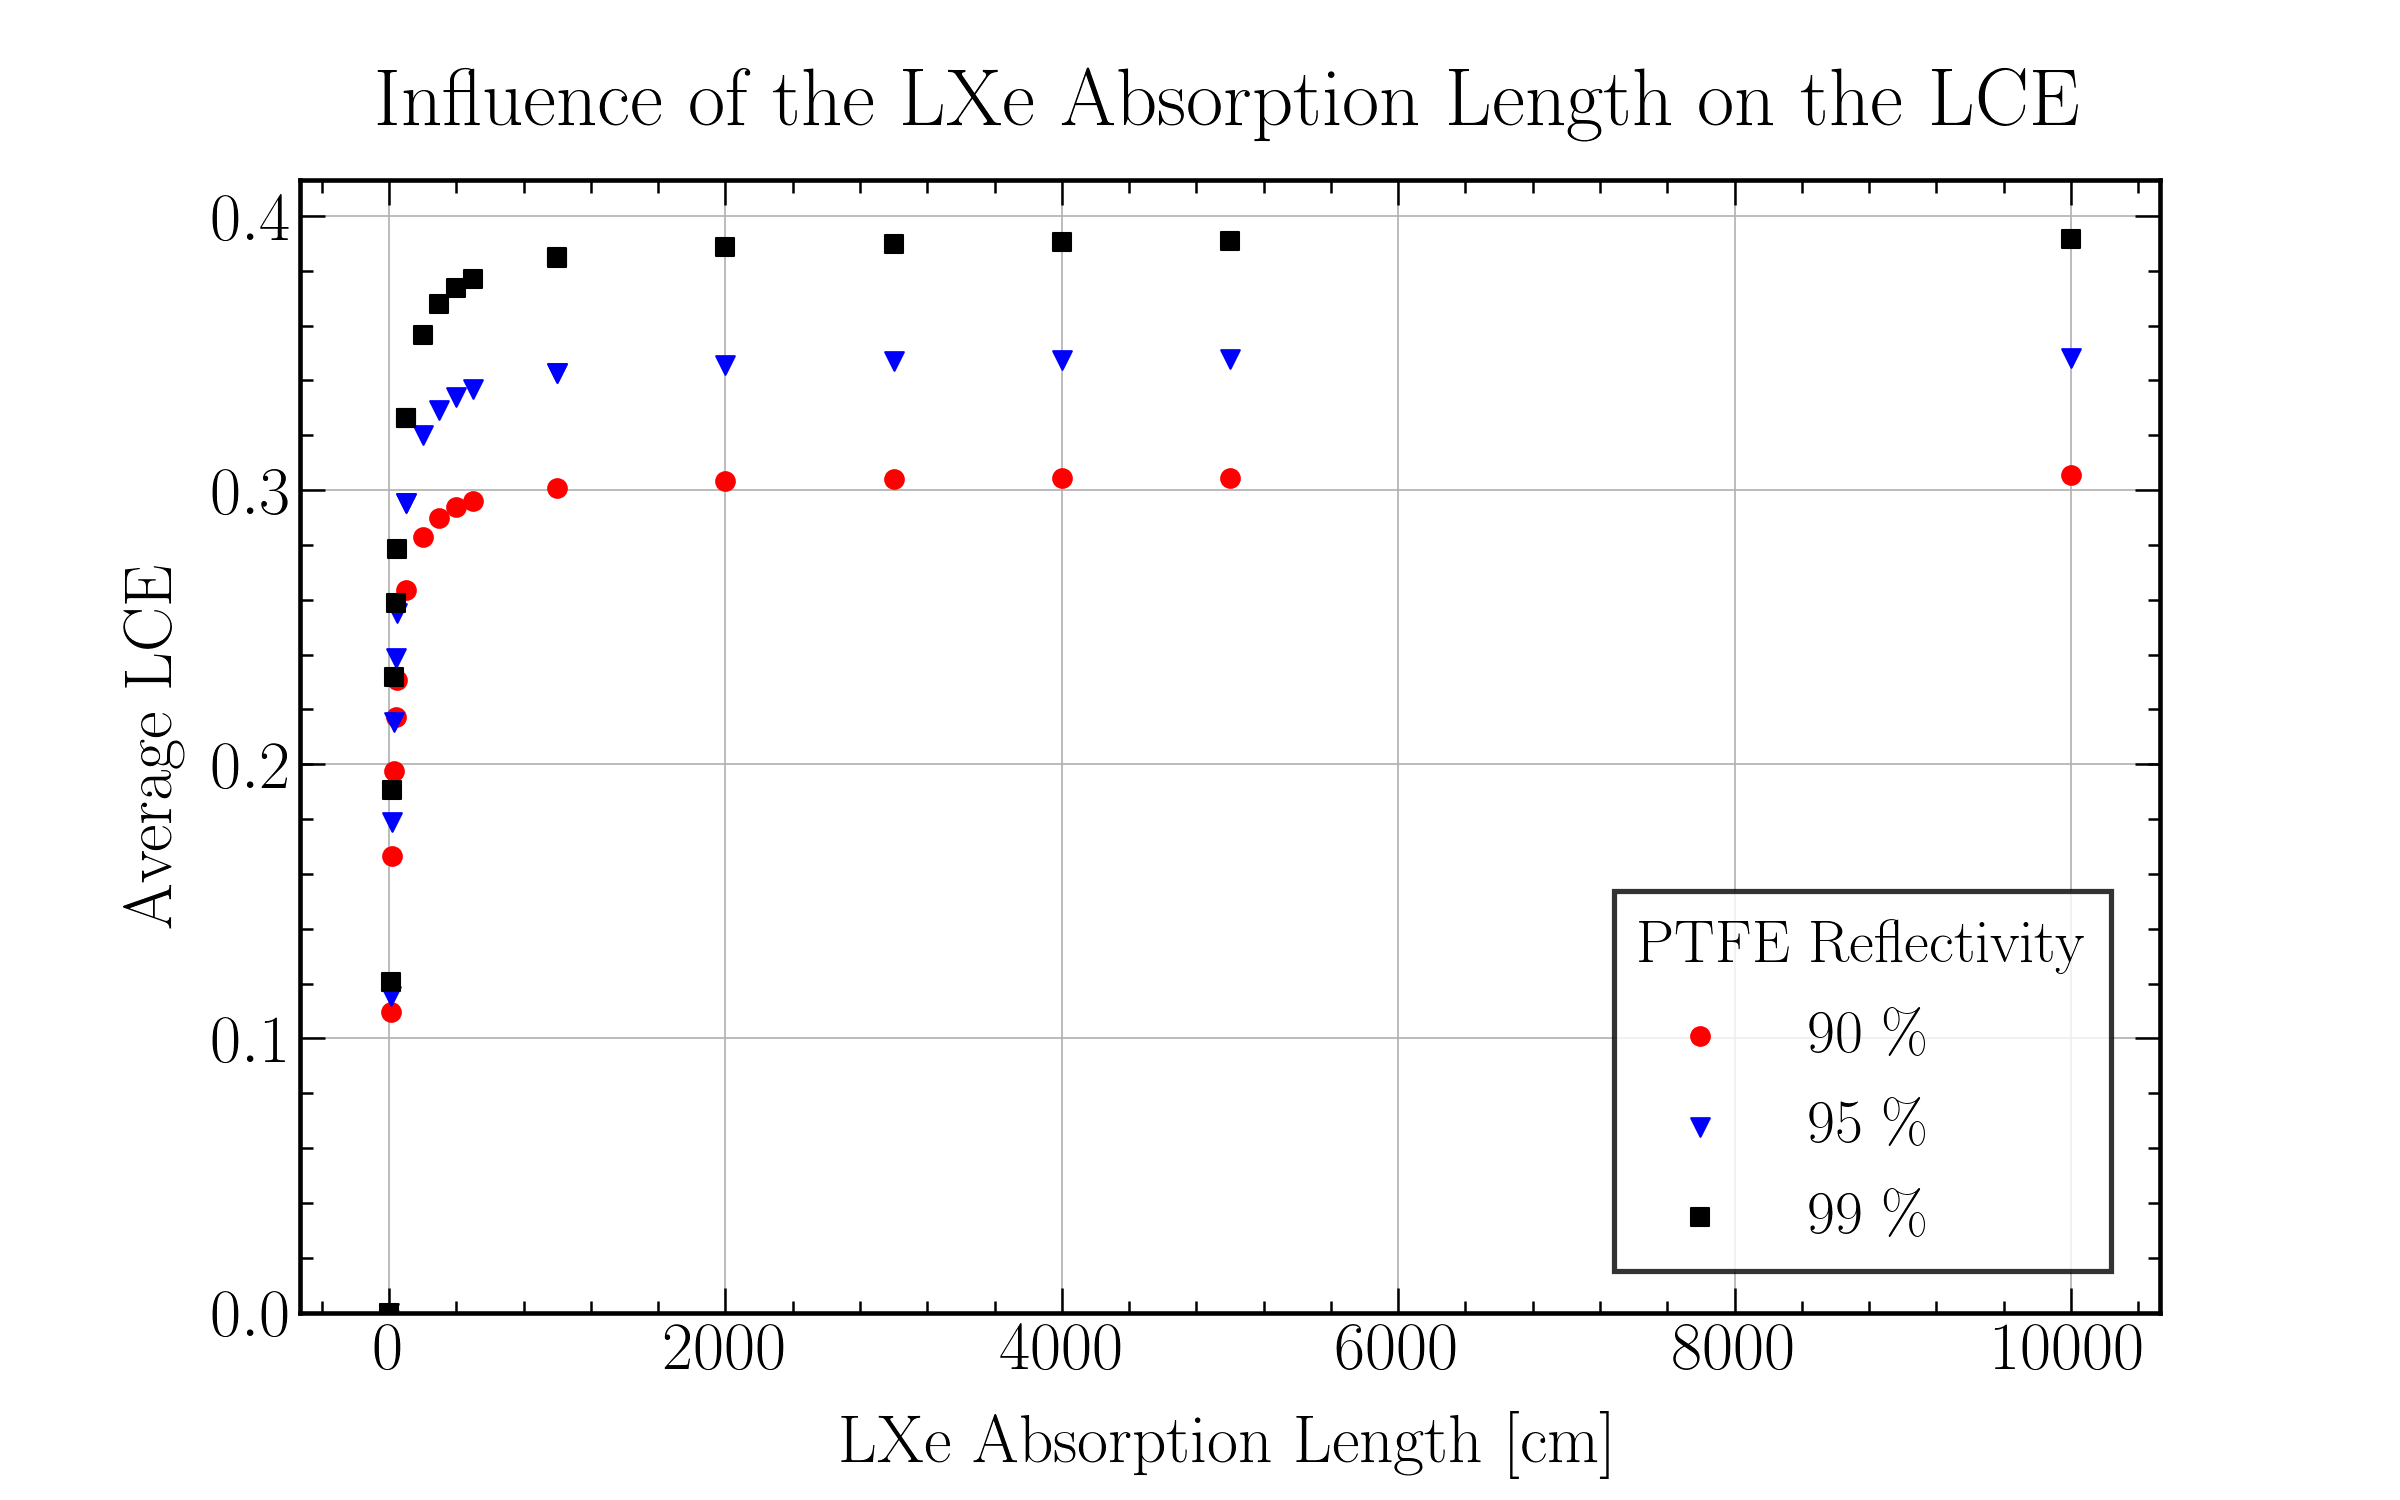 Influence of the LXe Absorption Length on the LCE
Average LCE
0.4
0.3
0.2
0.1
0.0
0 2000 4000 6000 8000 10000
LXe Absorption Length [cm]
PTFE Reflectivity
90 %
95 %
99 %